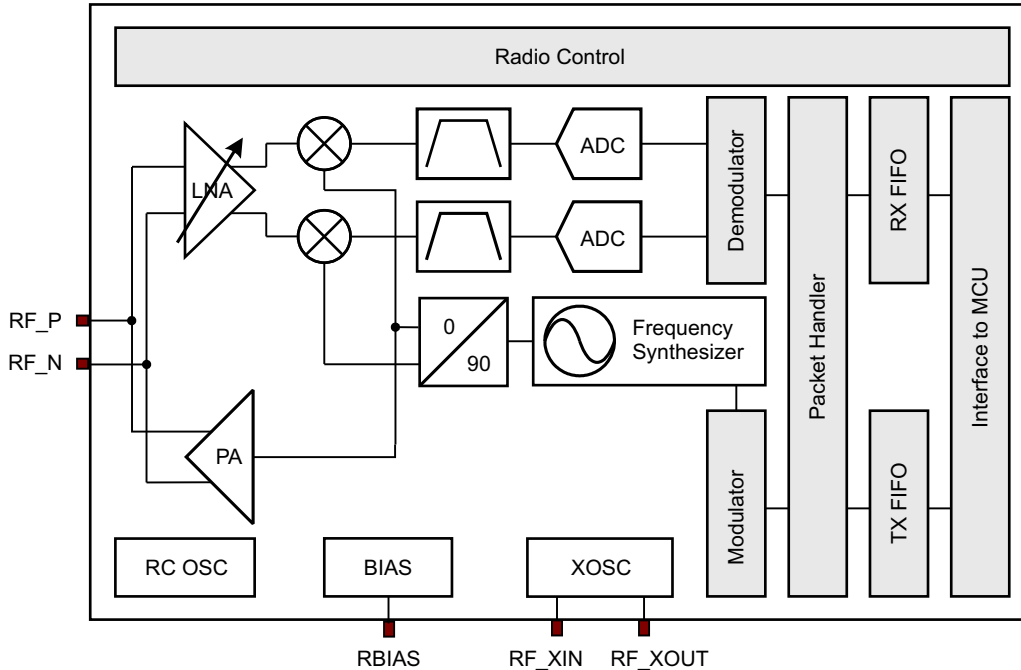 Radio Control
LNA
ADC
ADC
Demodulator
Packet Handler
RX FIFO
Interface to MCU
RF_P
RF_N
0
90
Frequency
Synthesizer
PA
Modulator
TX FIFO
RC OSC
BIAS
XOSC
RBIAS
RF_XIN
RF_XOUT